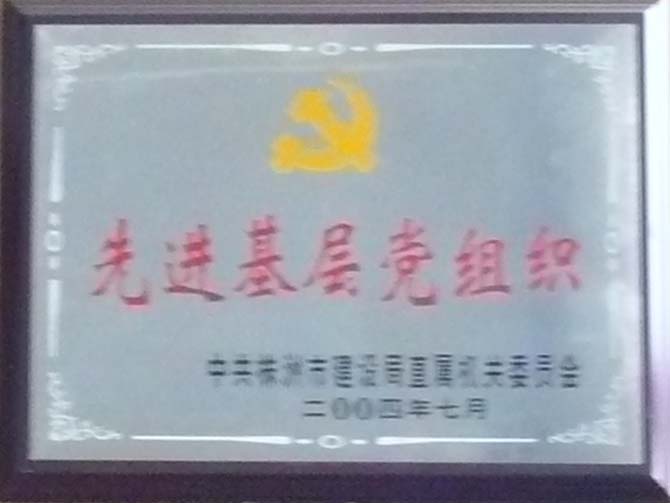 先进基层党组织
中共株洲市建设局直属机关委员会
二00四年七月